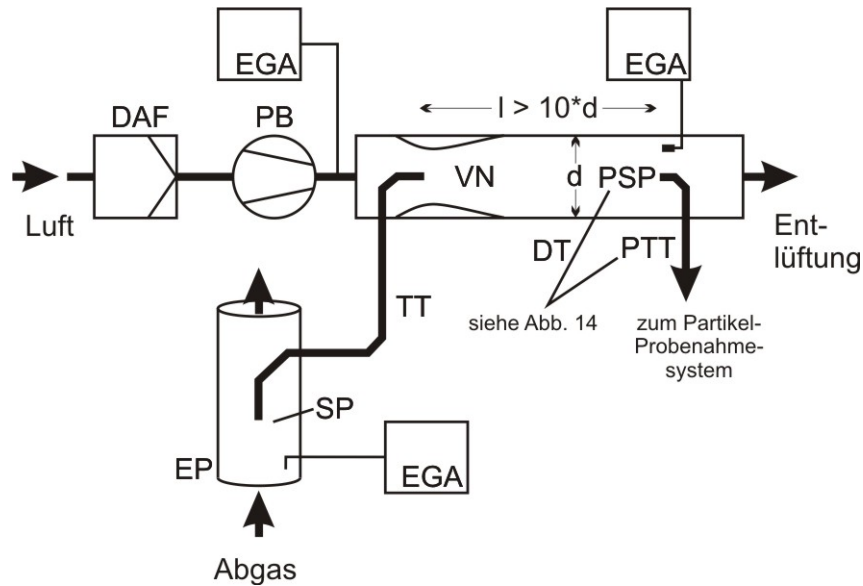 EGA
EGA
l > 10*d
DAF
PB
VN
d
PSP
Luft
Ent-
lüftung
DT
PTT
TT
siehe Abb. 14
zum Partikel-
Probenahme-
system
SP
EP
EGA
Abgas